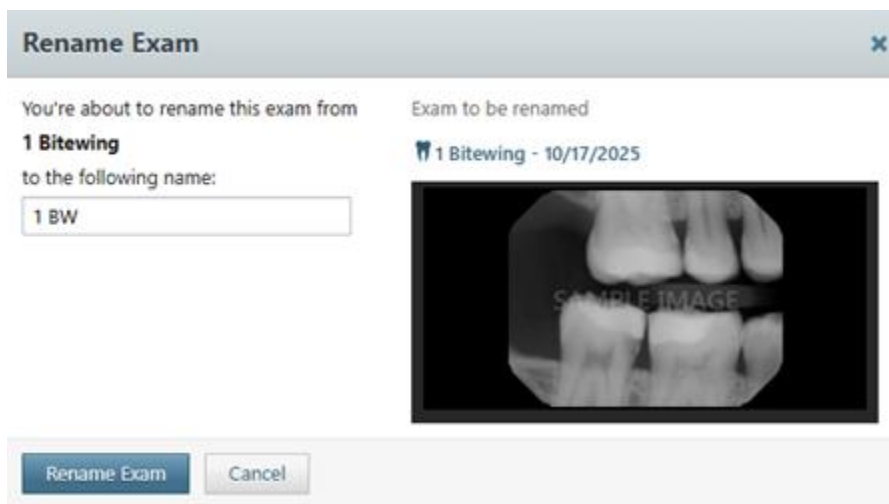 Rename Exam
You're about to rename this exam from
1 Bitewing
to the following name:
1 BW
Exam to be renamed
1 Bitewing - 10/17/2025
SAMPLE IMAGE
Rename Exam
Cancel